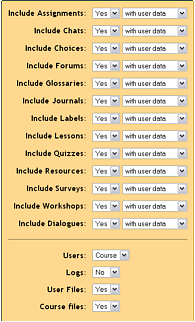 Include Assignments: Yes with user data
Include Chats: Yes with user data
Include Choices: Yes with user data
Include Forums: Yes with user data
Include Glossaries: Yes with user data
Include Journals: Yes with user data
Include Labels: Yes with user data
Include Lessons: Yes with user data
Include Quizzes: Yes with user data
Include Resources: Yes with user data
Include Surveys: Yes with user data
Include Workshops: Yes with user data
Include Dialogues: Yes with user data
Users: Course
Logs: No
User Files: Yes
Course files: Yes